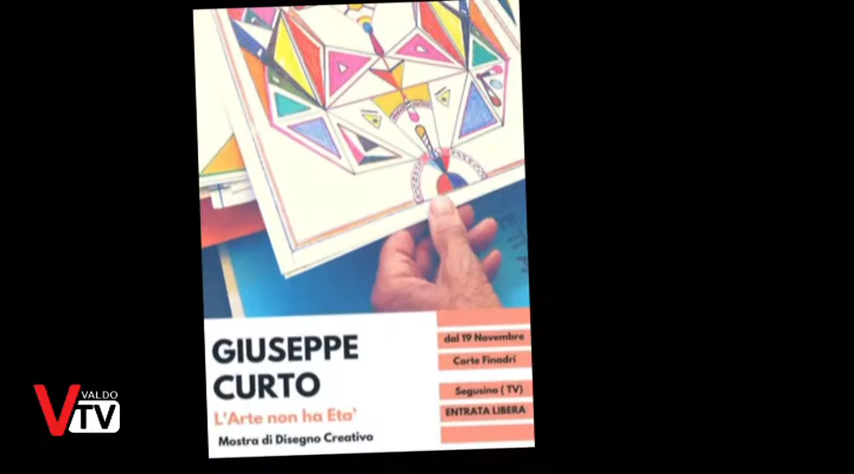 GIUSEPPE
CURTO
L'Arte non ha Eta'
Mostra di Disegno Creativo
dal 19 Novembre
Corte Finadri
Segusino ( TV)
ENTRATA LIBERA
VALDO
TV